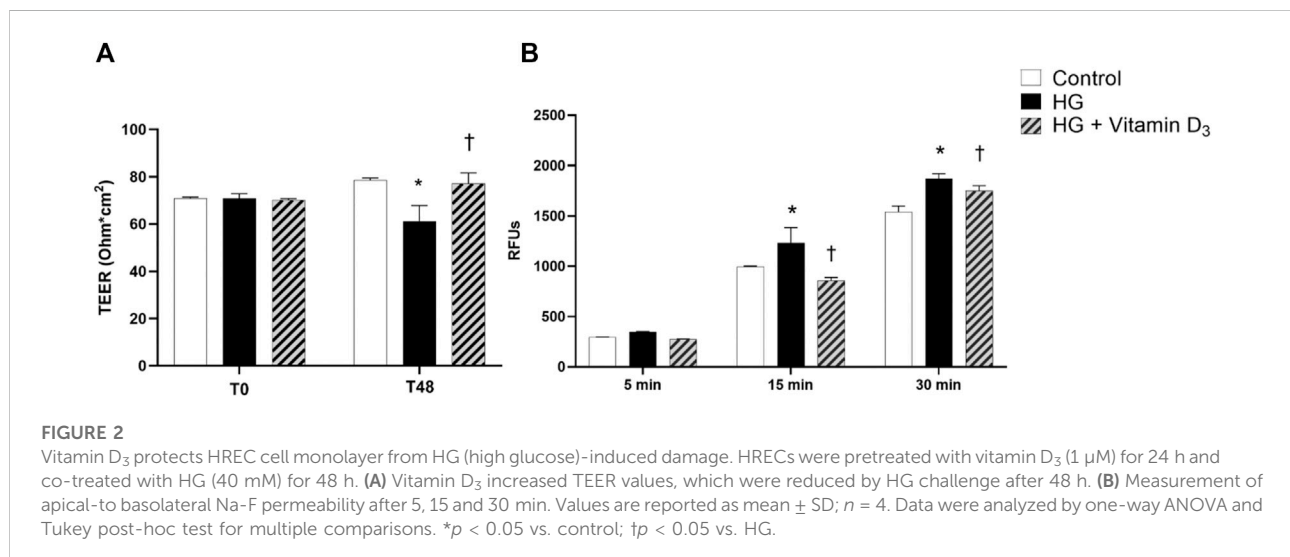 A
B
Control
HG
HG + Vitamin D₃
TEER (Ohm*cm²)
100
80
60
40
20
0
*
†
T0
T48
RFUs
2500
2000
1500
1000
500
0
*
†
*
†
5 min
15 min
30 min
FIGURE 2
Vitamin D₃ protects HREC cell monolayer from HG (high glucose)-induced damage. HRECs were pretreated with vitamin D₃ (1 µM) for 24 h and
co-treated with HG (40 mM) for 48 h. (A) Vitamin D₃ increased TEER values, which were reduced by HG challenge after 48 h. (B) Measurement of
apical-to basolateral Na-F permeability after 5, 15 and 30 min. Values are reported as mean ± SD; n = 4. Data were analyzed by one-way ANOVA and
Tukey post-hoc test for multiple comparisons. *p < 0.05 vs. control; †p < 0.05 vs. HG.